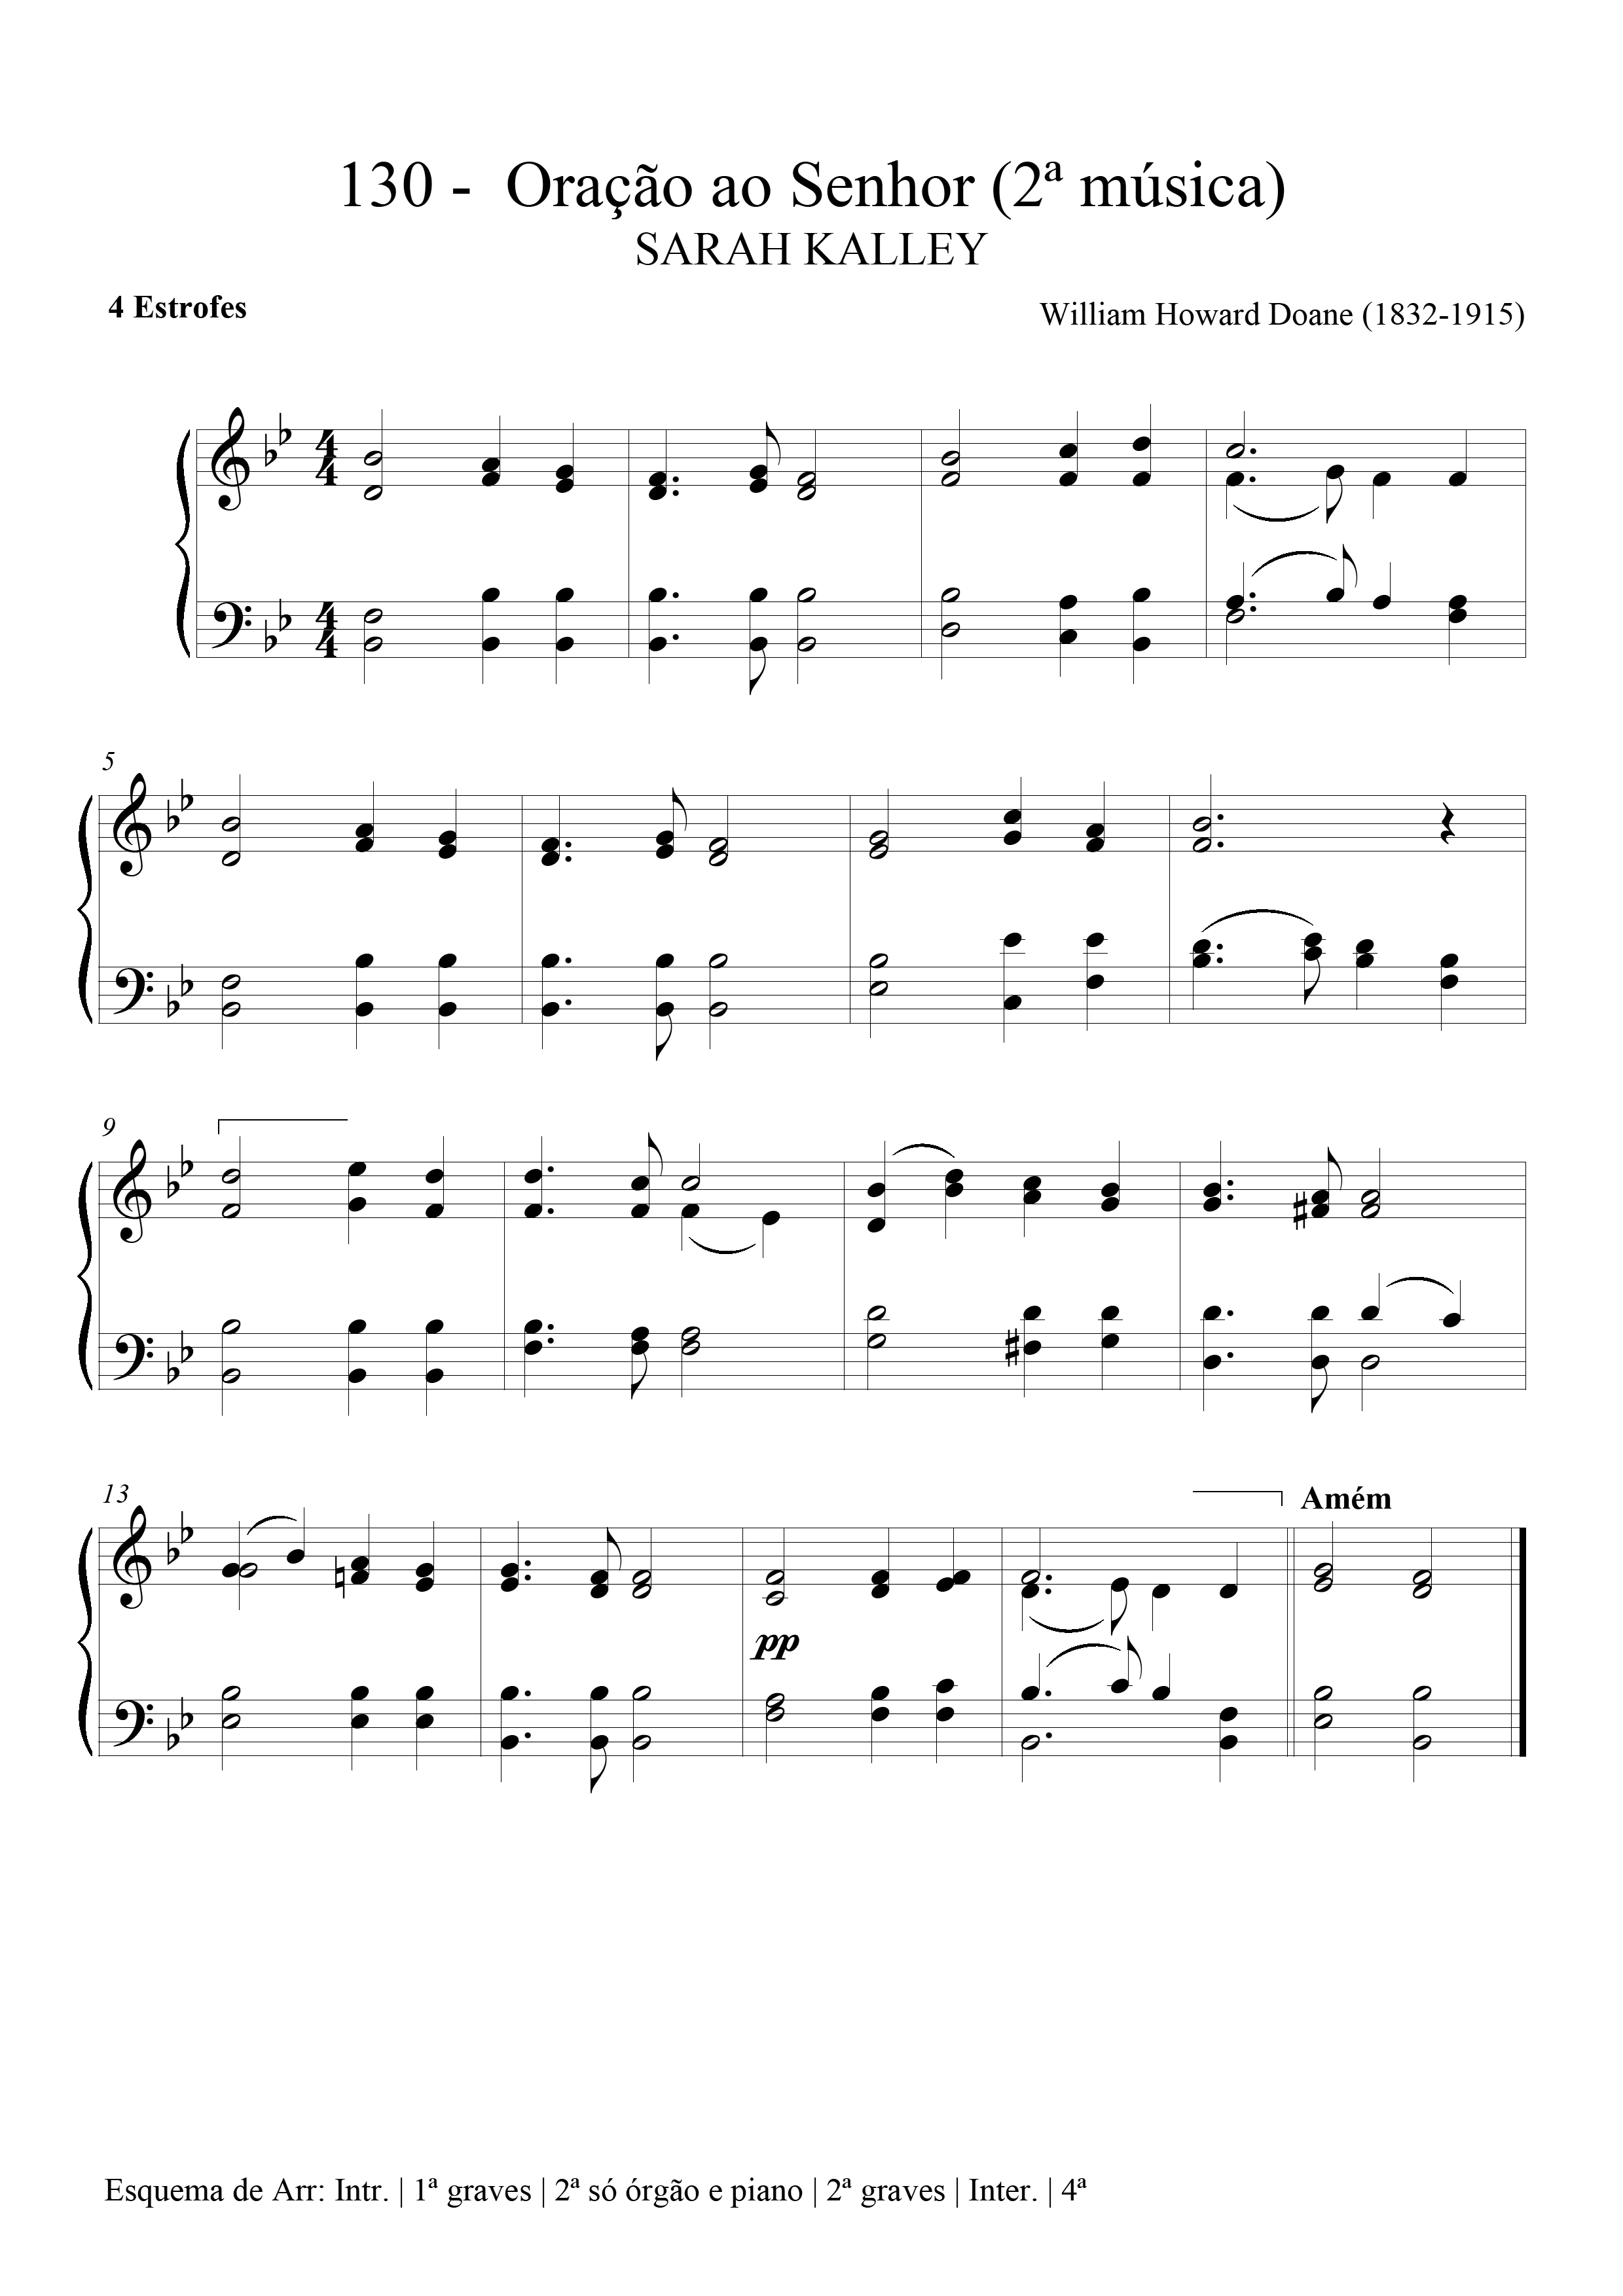 130 - Oração ao Senhor (2ª música)
SARAH KALLEY
4 Estrofes
William Howard Doane (1832-1915)
5
9
13
Amém
pp
Esquema de Arr: Intr. | 1ª graves | 2ª só órgão e piano | 2ª graves | Inter. | 4ª